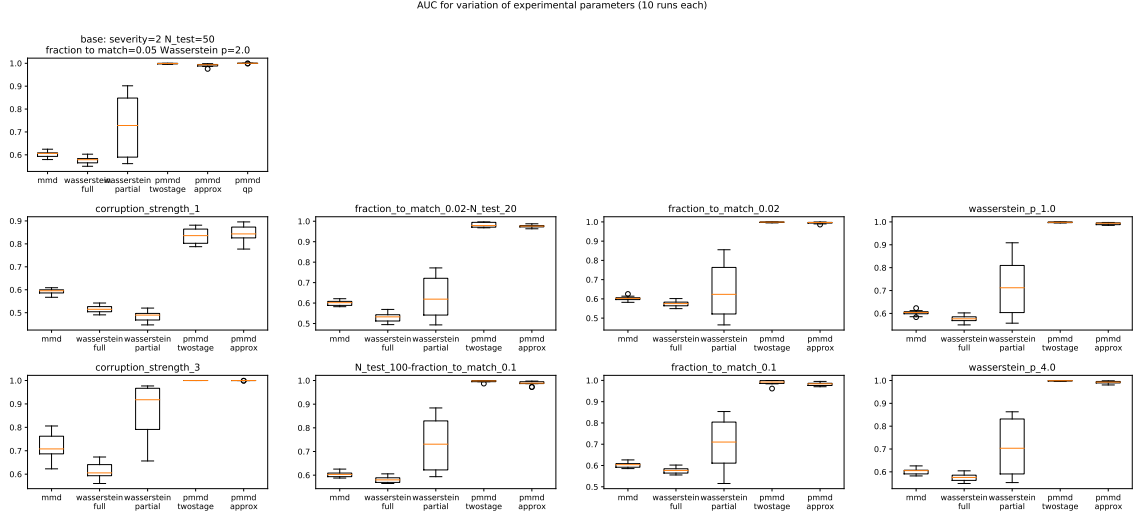 AUC for variation of experimental parameters (10 runs each)
base: severity=2 N_test=50
fraction to match=0.05 Wasserstein p=2.0
1.0
0.9
0.8
0.7
0.6
mmd wasserstein wasserstein pmmd pmmd pmmd
full partial twostage approx qp
corruption_strength_1
0.9
0.8
0.7
0.6
0.5
mmd wasserstein wasserstein pmmd pmmd
full partial twostage approx
fraction_to_match_0.02-N_test_20
1.0
0.9
0.8
0.7
0.6
0.5
mmd wasserstein wasserstein pmmd pmmd
full partial twostage approx
fraction_to_match_0.02
1.0
0.9
0.8
0.7
0.6
0.5
mmd wasserstein wasserstein pmmd pmmd
full partial twostage approx
wasserstein_p_1.0
1.0
0.9
0.8
0.7
0.6
mmd wasserstein wasserstein pmmd pmmd
full partial twostage approx
corruption_strength_3
1.0
0.9
0.8
0.7
0.6
mmd wasserstein wasserstein pmmd pmmd
full partial twostage approx
N_test_100-fraction_to_match_0.1
1.0
0.9
0.8
0.7
0.6
mmd wasserstein wasserstein pmmd pmmd
full partial twostage approx
fraction_to_match_0.1
1.0
0.9
0.8
0.7
0.6
0.5
mmd wasserstein wasserstein pmmd pmmd
full partial twostage approx
wasserstein_p_4.0
1.0
0.9
0.8
0.7
0.6
mmd wasserstein wasserstein pmmd pmmd
full partial twostage approx